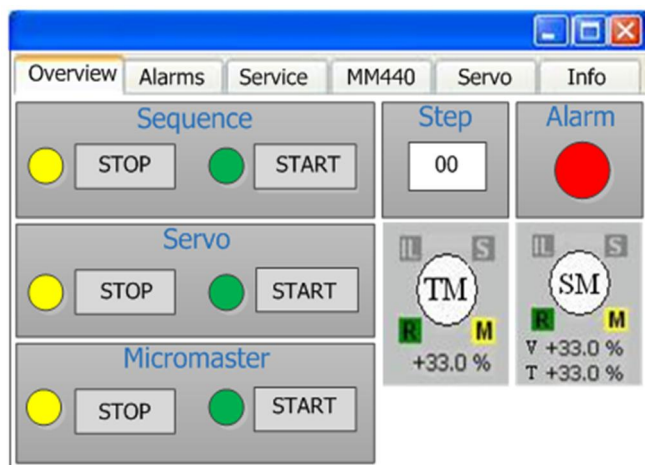 Overview Alarms Service MM440 Servo Info
Sequence
STOP START
Step
00
Alarm
Servo
STOP START
IL S
TM
R M
+33.0 %
IL S
SM
R M
V +33.0 %
T +33.0 %
Micromaster
STOP START